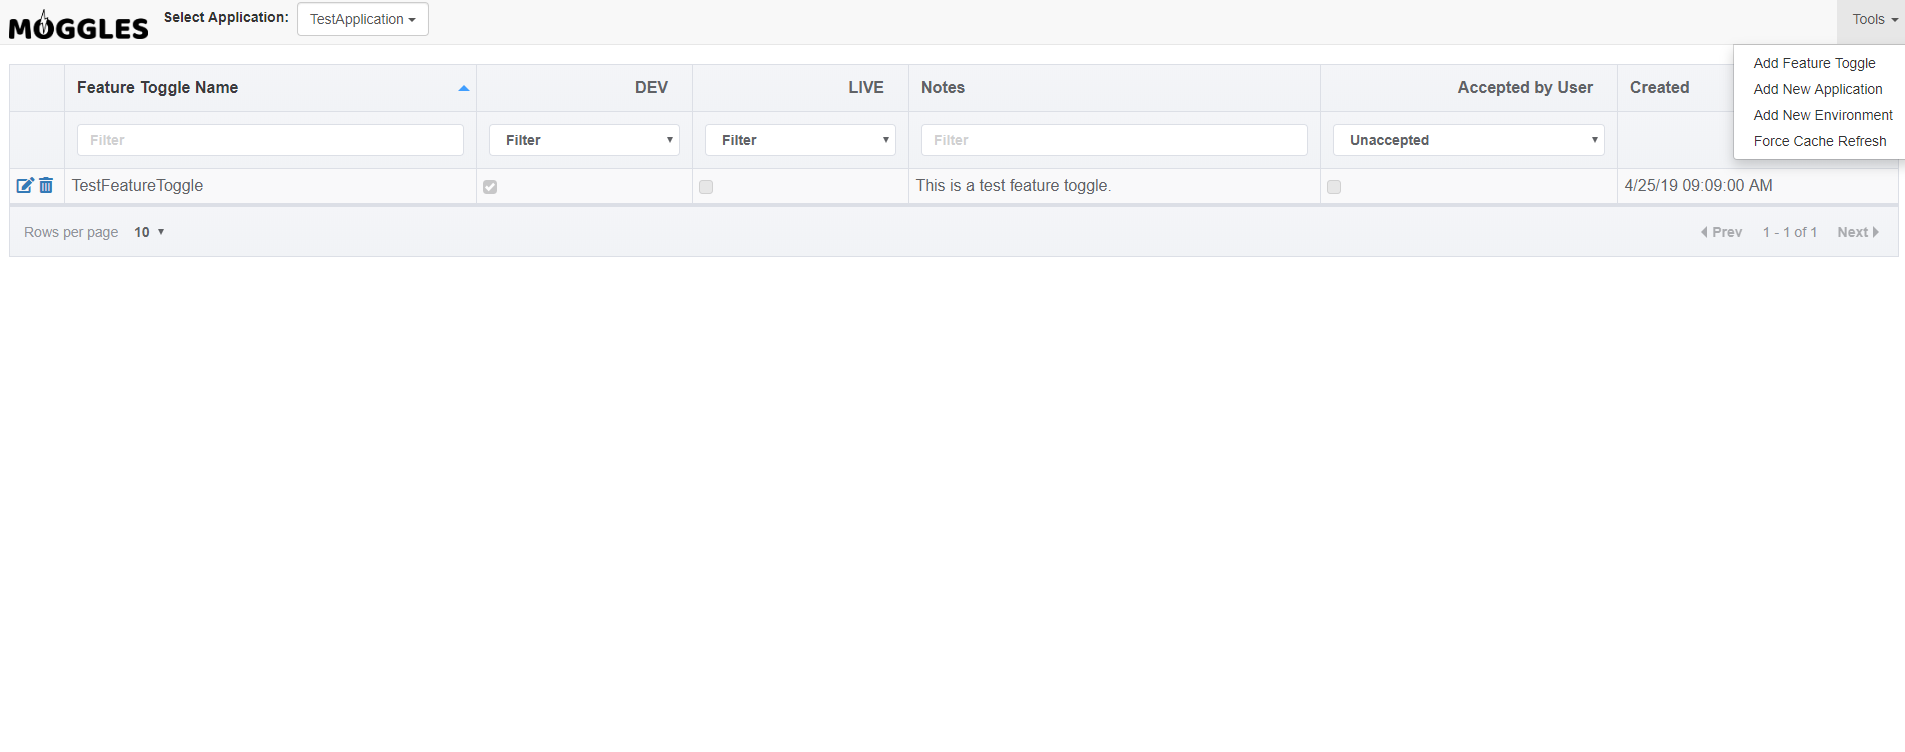 MOGGLES Select Application: TestApplication Tools
Add Feature Toggle
Add New Application
Add New Environment
Force Cache Refresh
Feature Toggle Name DEV LIVE Notes Accepted by User Created
Filter Filter Filter Filter Unaccepted
TestFeatureToggle This is a test feature toggle. 4/25/19 09:09:00 AM
Rows per page 10 Prev 1 - 1 of 1 Next